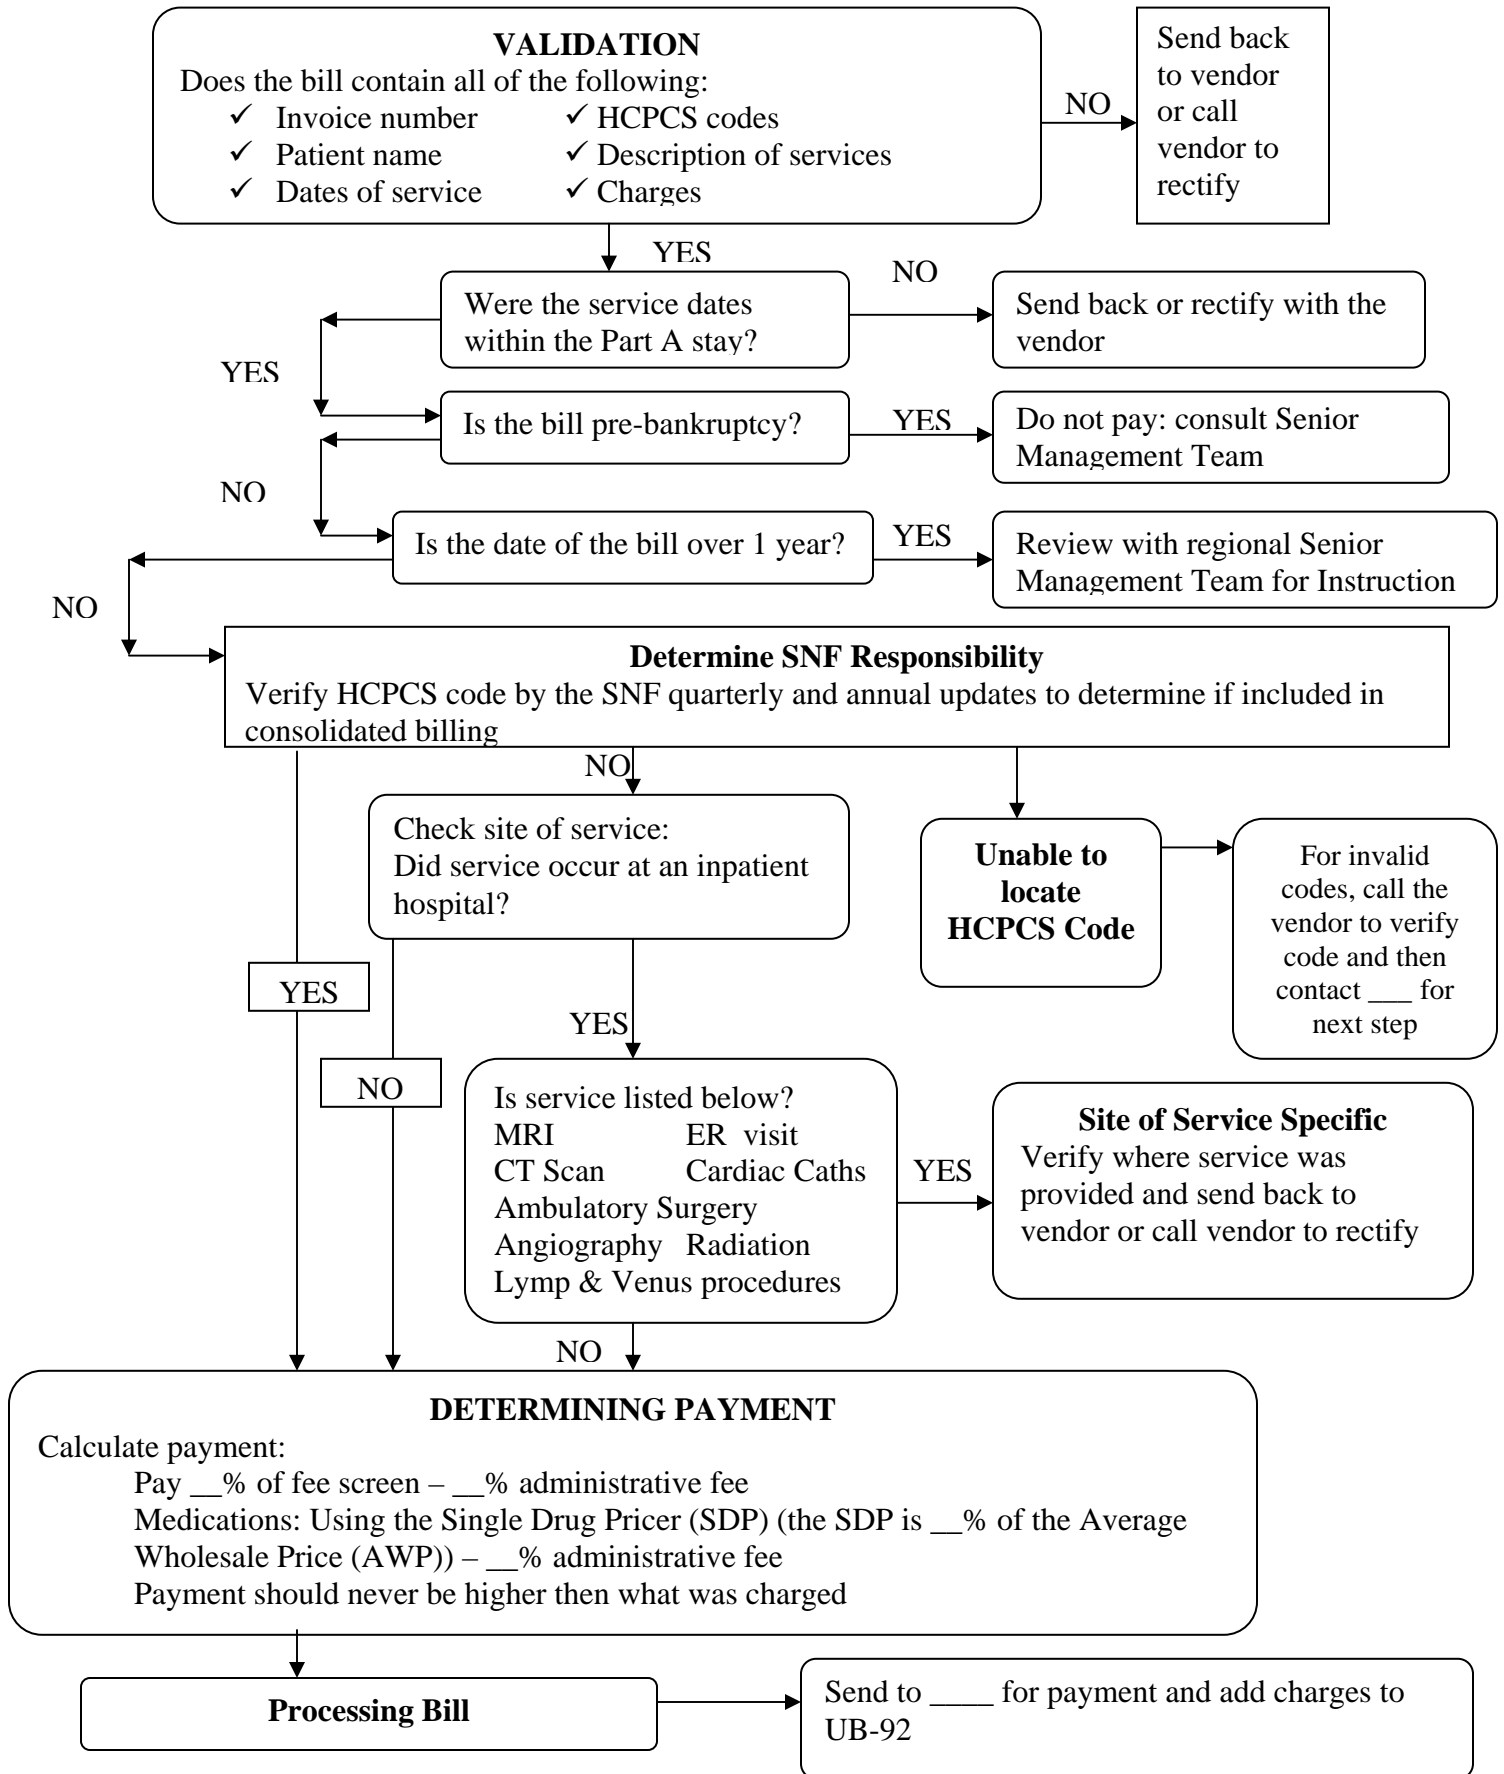 VALIDATION
Does the bill contain all of the following:
✓ Invoice number ✓ HCPCS codes
✓ Patient name ✓ Description of services
✓ Dates of service ✓ Charges
NO
Send back
to vendor
or call
vendor to
rectify
YES
Were the service dates
within the Part A stay?
NO
Send back or rectify with the
vendor
YES
Is the bill pre-bankruptcy?
YES
Do not pay: consult Senior
Management Team
NO
Is the date of the bill over 1 year?
YES
Review with regional Senior
Management Team for Instruction
NO
Determine SNF Responsibility
Verify HCPCS code by the SNF quarterly and annual updates to determine if included in
consolidated billing
NO
Check site of service:
Did service occur at an inpatient
hospital?
Unable to
locate
HCPCS Code
For invalid
codes, call the
vendor to verify
code and then
contact ___ for
next step
YES
YES
NO
Is service listed below?
MRI ER visit
CT Scan Cardiac Caths
Ambulatory Surgery
Angiography Radiation
Lymp & Venus procedures
YES
Site of Service Specific
Verify where service was
provided and send back to
vendor or call vendor to rectify
NO
DETERMINING PAYMENT
Calculate payment:
Pay __% of fee screen – __% administrative fee
Medications: Using the Single Drug Pricer (SDP) (the SDP is __% of the Average
Wholesale Price (AWP)) – __% administrative fee
Payment should never be higher then what was charged
Processing Bill
Send to ____ for payment and add charges to
UB-92